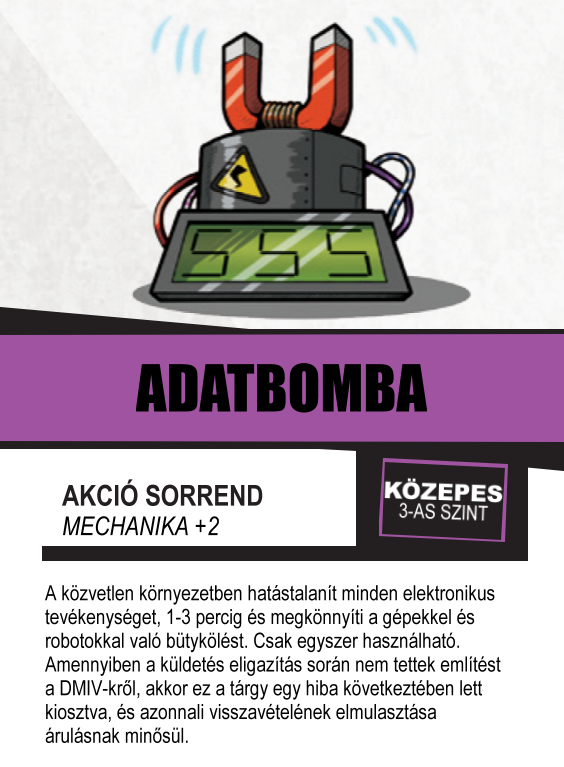 555
ADATBOMBA
AKCIÓ SORREND
MECHANIKA +2
KÖZEPES
3-AS SZINT
A közvetlen környezetben hatástalanít minden elektronikus
tevékenységet, 1-3 percig és megkönnyíti a gépekkel és
robotokkal való bütykölést. Csak egyszer használható.
Amennyiben a küldetés eligazítás során nem tettek említést
a DMIV-kről, akkor ez a tárgy egy hiba következtében lett
kiosztva, és azonnali visszavételének elmulasztása
árulásnak minősül.